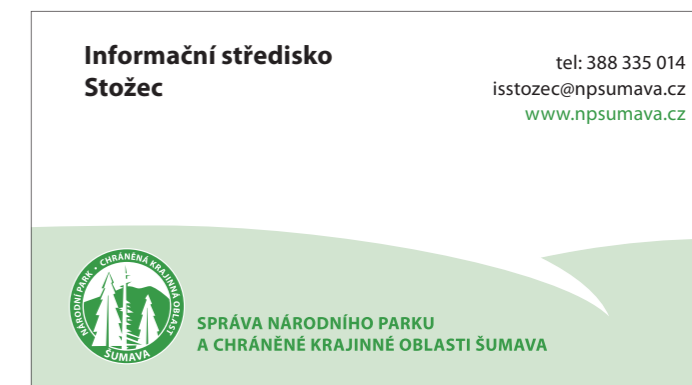 Informační středisko
Stožec
tel: 388 335 014
isstozec@npsumava.cz
www.npsumava.cz
NÁRODNÍ PARK • CHRÁNĚNÁ KRAJINNÁ OBLAST
ŠUMAVA
SPRÁVA NÁRODNÍHO PARKU
A CHRÁNĚNÉ KRAJINNÉ OBLASTI ŠUMAVA